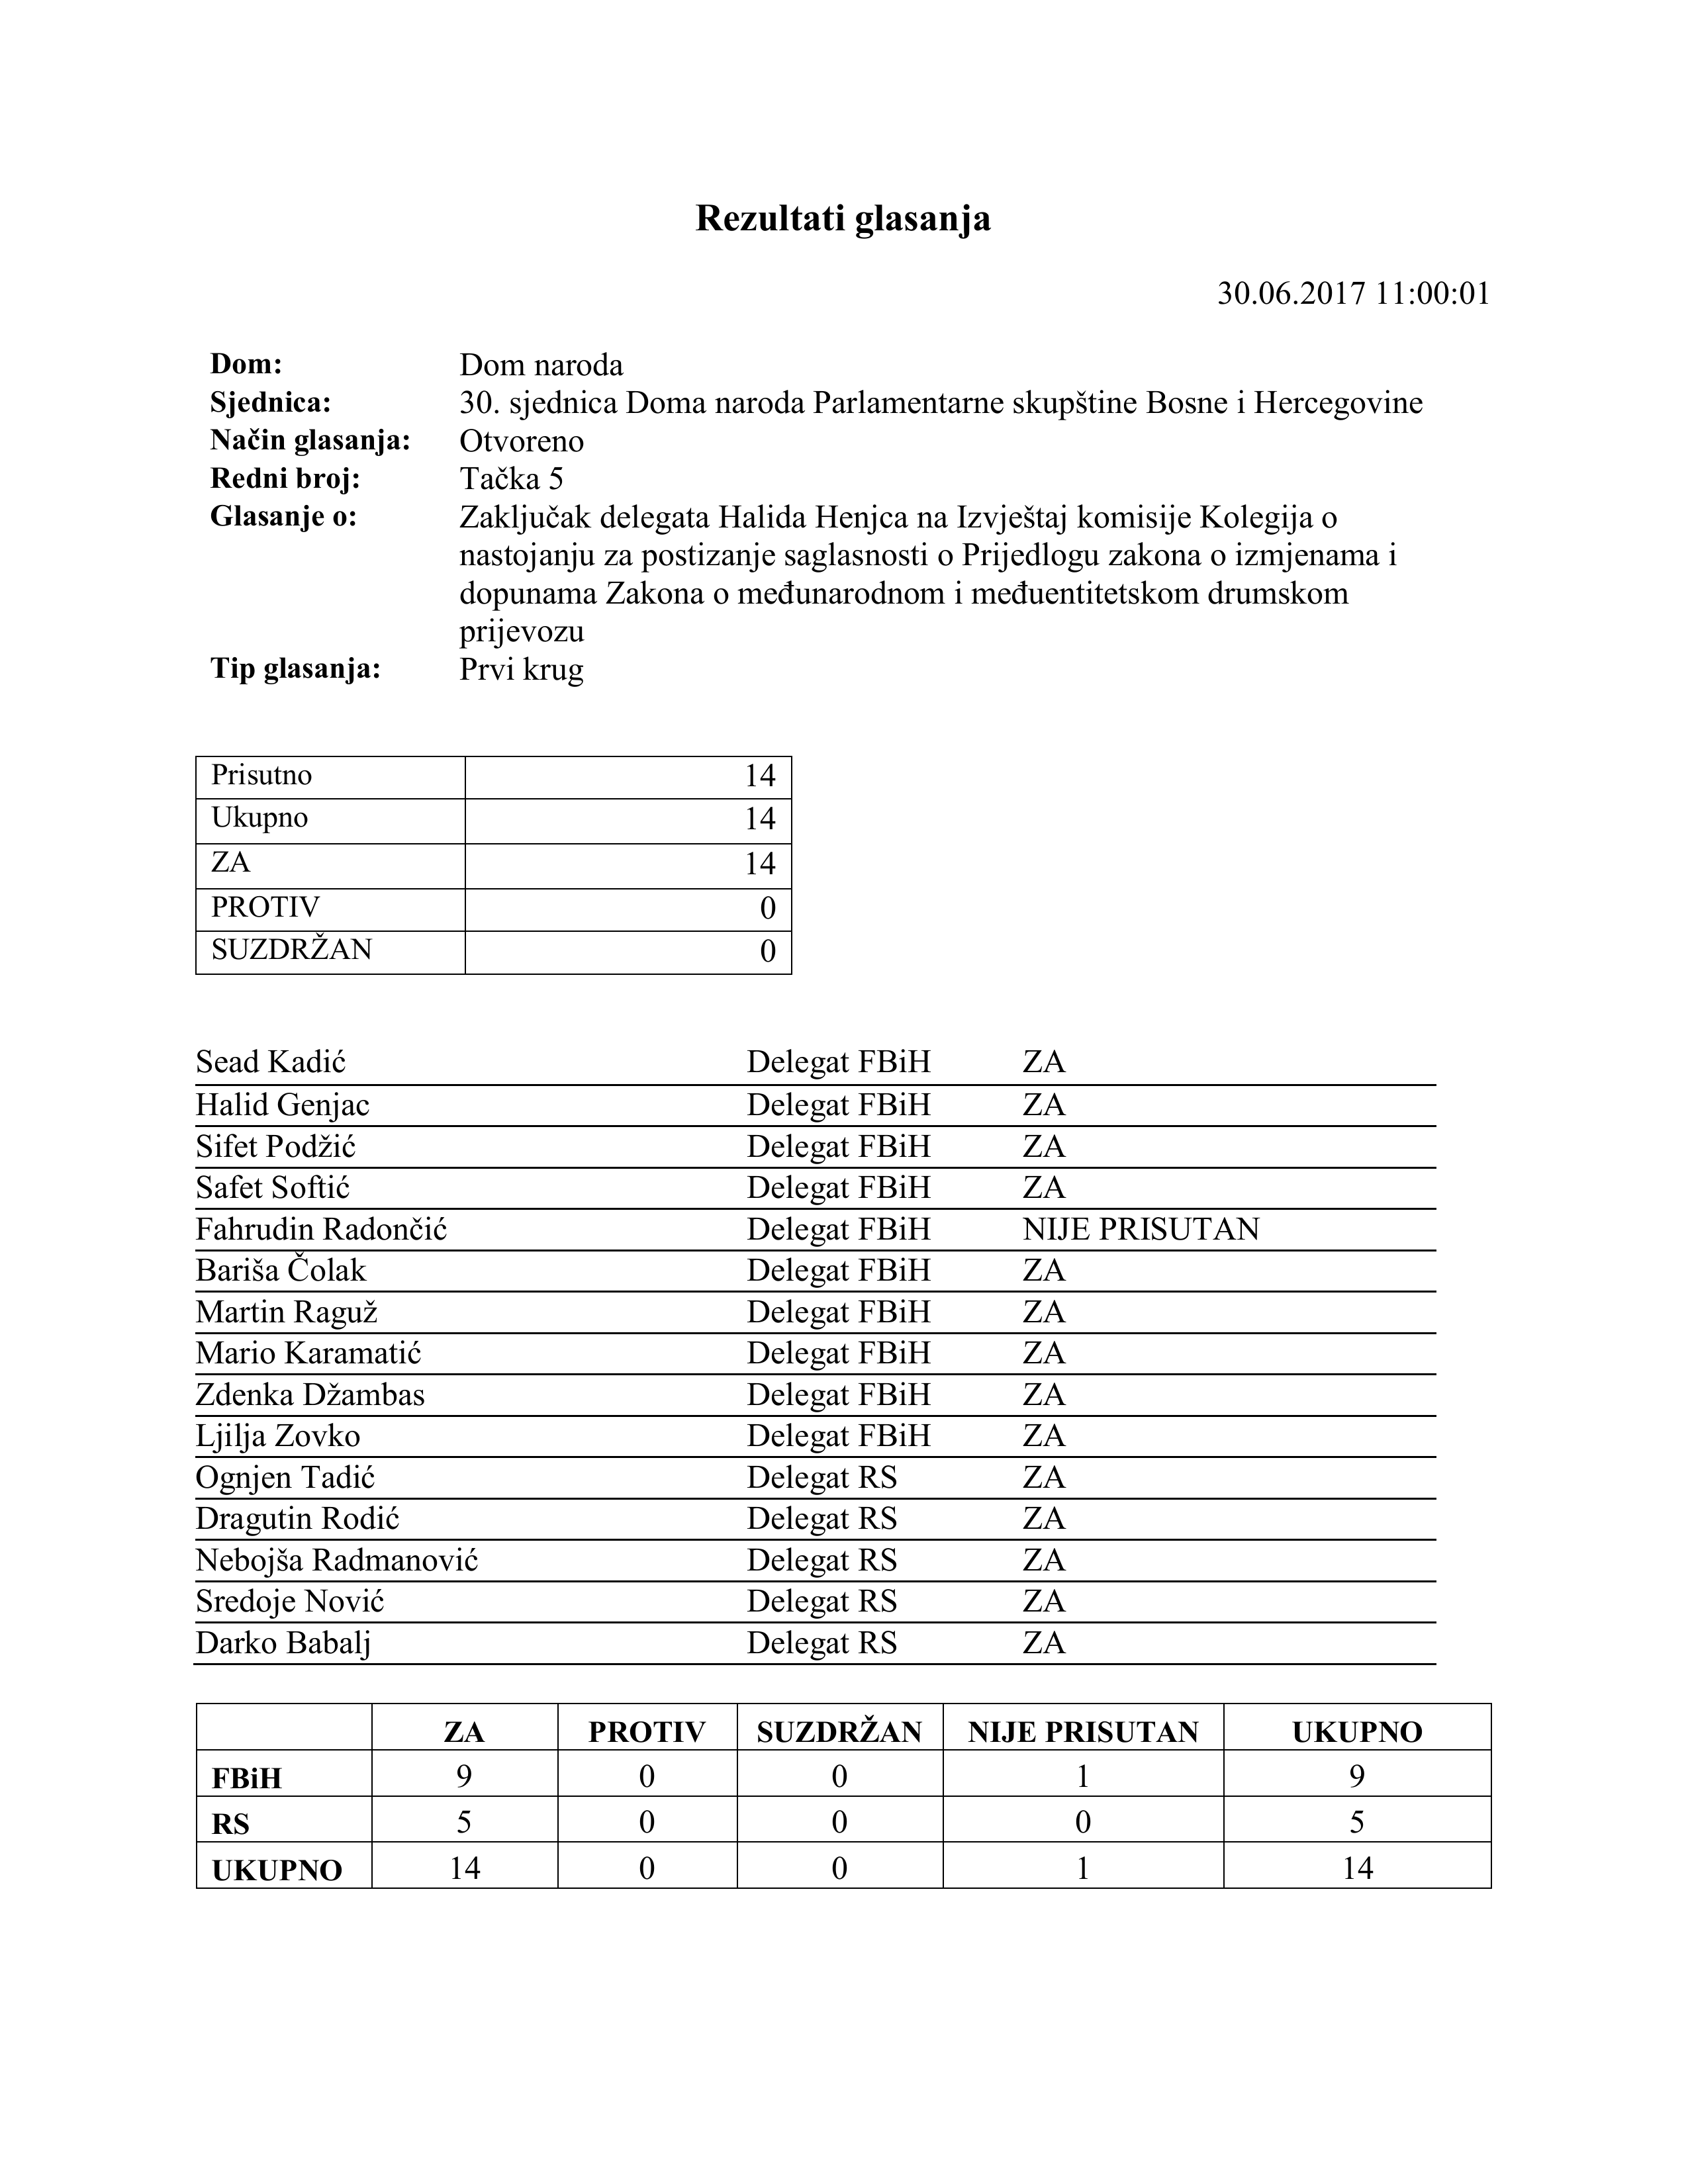 Rezultati glasanja
30.06.2017 11:00:01
Dom: Dom naroda
Sjednica: 30. sjednica Doma naroda Parlamentarne skupštine Bosne i Hercegovine
Način glasanja: Otvoreno
Redni broj: Tačka 5
Glasanje o: Zaključak delegata Halida Henjca na Izvještaj komisije Kolegija o
nastojanju za postizanje saglasnosti o Prijedlogu zakona o izmjenama i
dopunama Zakona o međunarodnom i međuentitetskom drumskom
prijevozu
Tip glasanja: Prvi krug
Prisutno 14
Ukupno 14
ZA 14
PROTIV 0
SUZDRŽAN 0
Sead Kadić Delegat FBiH ZA
Halid Genjac Delegat FBiH ZA
Sifet Podžić Delegat FBiH ZA
Safet Softić Delegat FBiH ZA
Fahrudin Radončić Delegat FBiH NIJE PRISUTAN
Bariša Čolak Delegat FBiH ZA
Martin Raguž Delegat FBiH ZA
Mario Karamatić Delegat FBiH ZA
Zdenka Džambas Delegat FBiH ZA
Ljilja Zovko Delegat FBiH ZA
Ognjen Tadić Delegat RS ZA
Dragutin Rodić Delegat RS ZA
Nebojša Radmanović Delegat RS ZA
Sredoje Nović Delegat RS ZA
Darko Babalj Delegat RS ZA
ZA PROTIV SUZDRŽAN NIJE PRISUTAN UKUPNO
FBiH 9 0 0 1 9
RS 5 0 0 0 5
UKUPNO 14 0 0 1 14